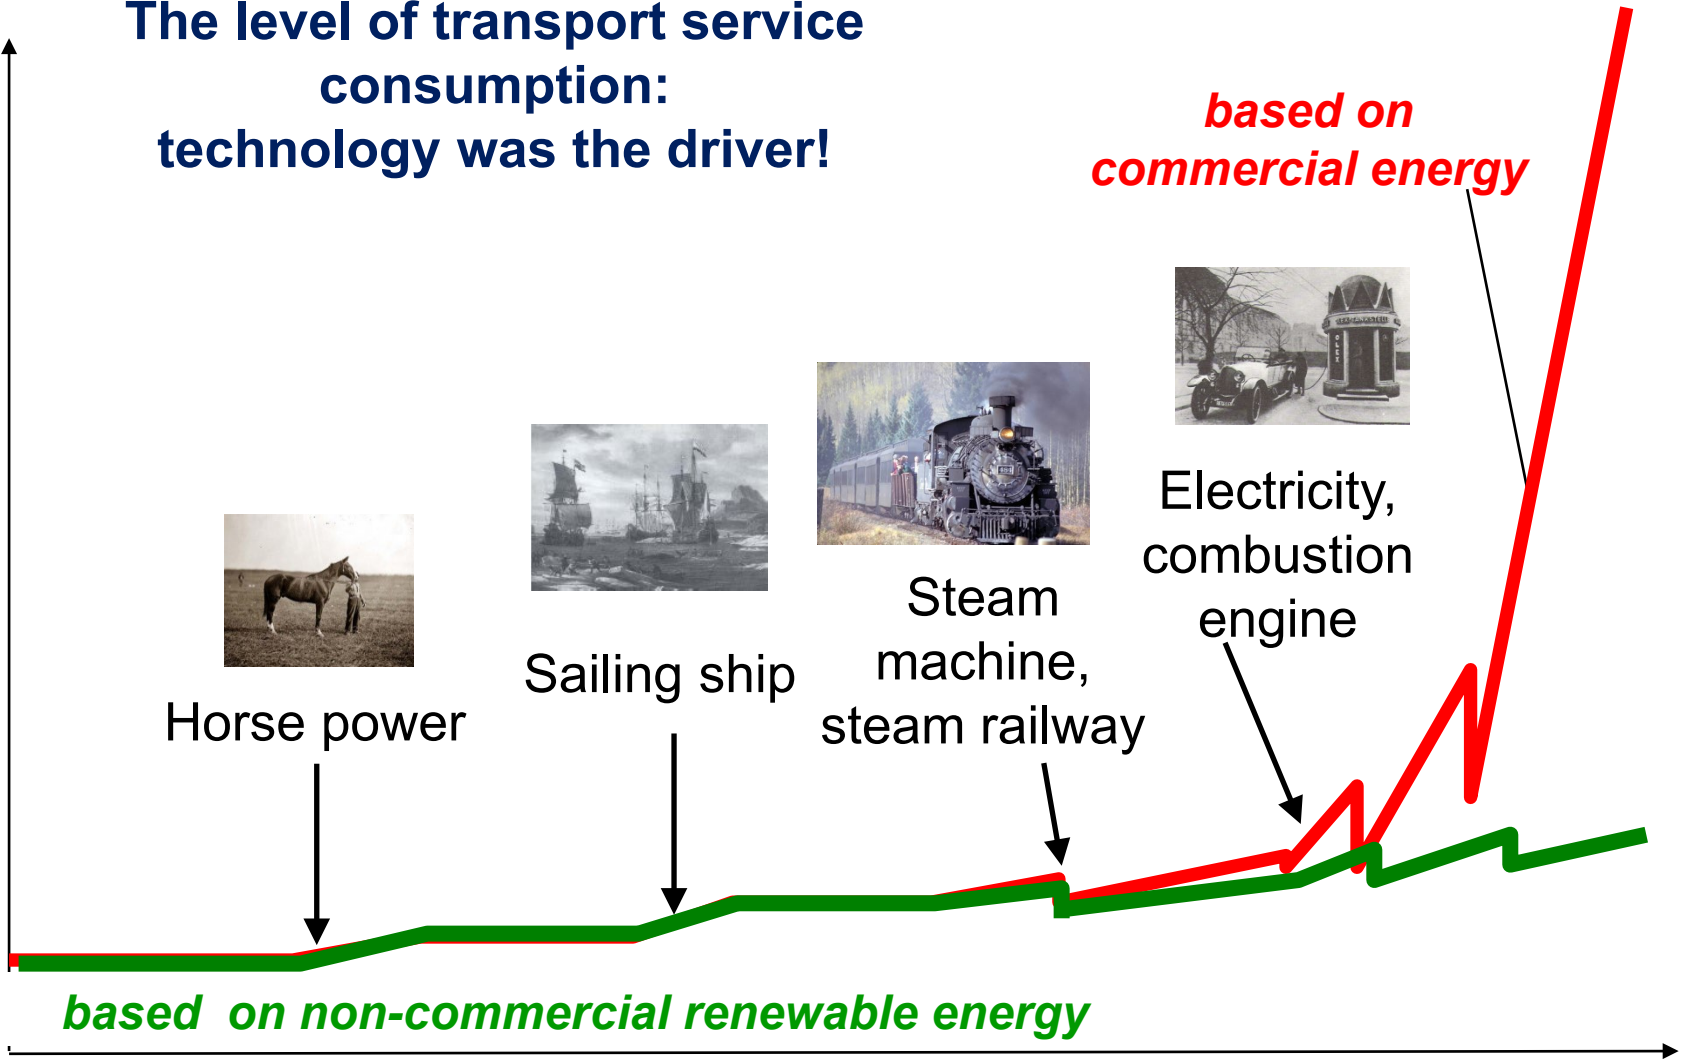 The level of transport service
consumption:
technology was the driver!
based on
commercial energy
Electricity,
combustion
engine
Steam
machine,
steam railway
Sailing ship
Horse power
based on non-commercial renewable energy
OLEX